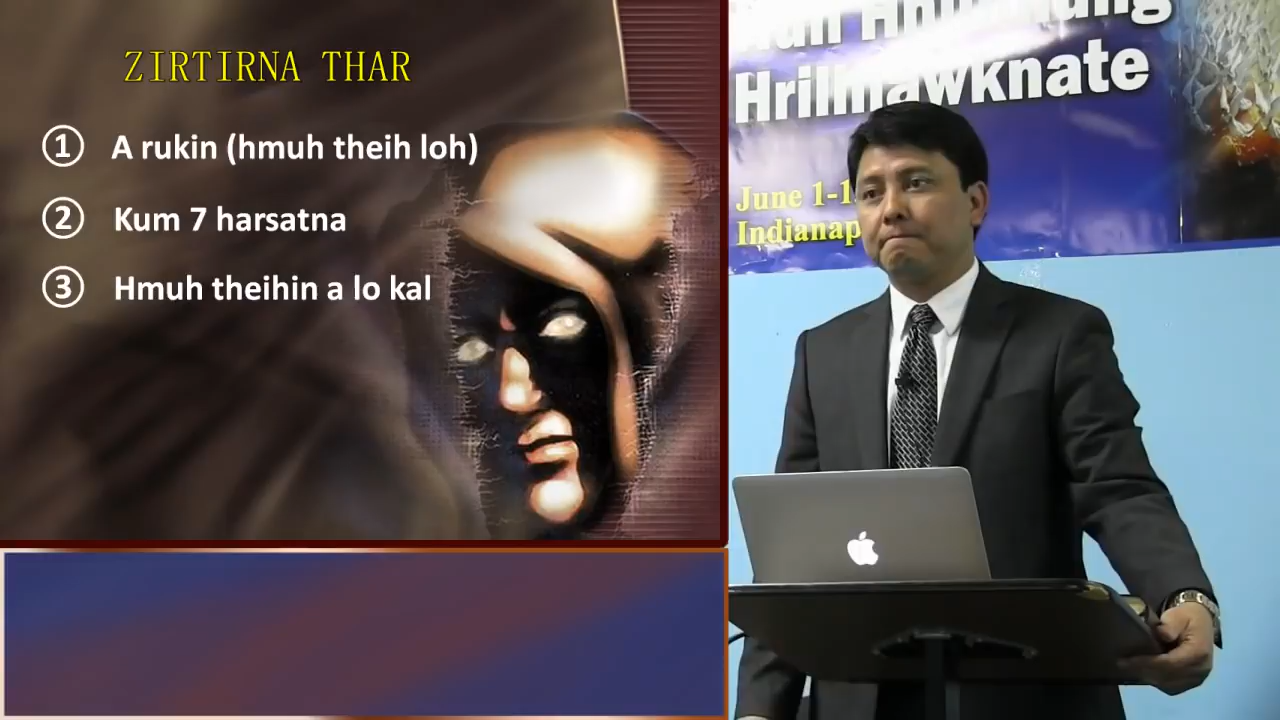 ZIRTIRNA THAR
① A rukin (hmuh theih loh)
② Kum 7 harsatna
③ Hmuh theihin a lo kal
Hrilhmawknate
June 1-1
Indianap